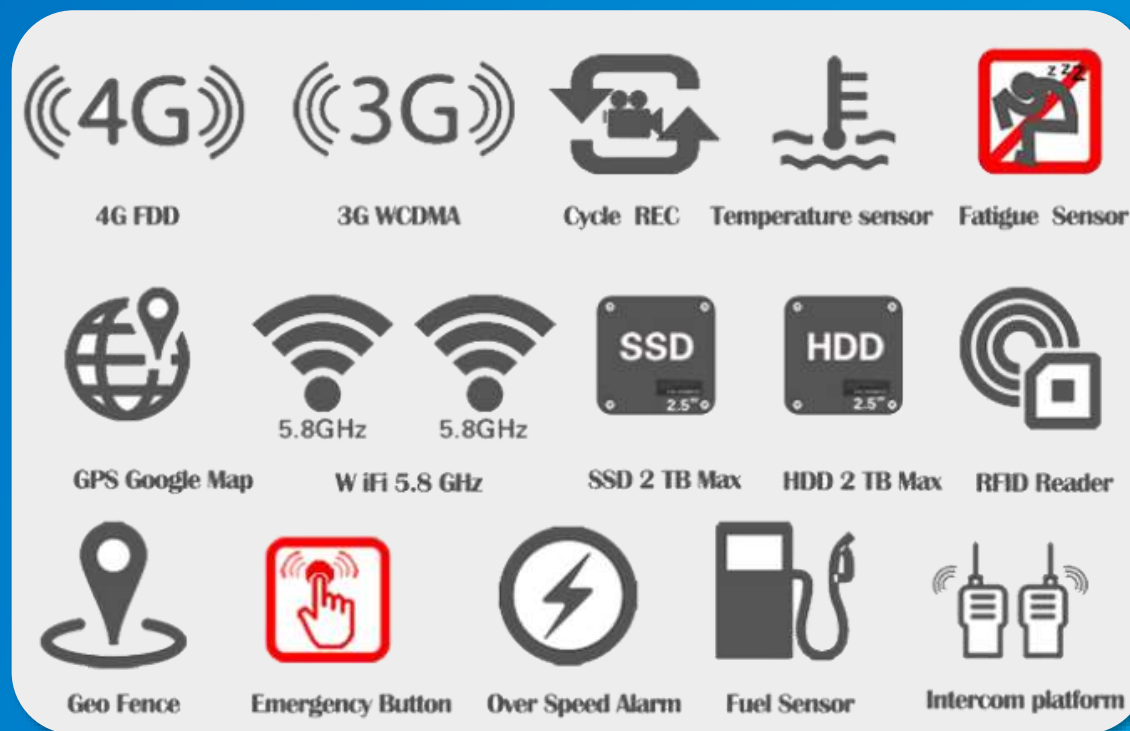 4G 3G zzZ
4G FDD 3G WCDMA Cycle REC Temperature sensor Fatigue Sensor
SSD HDD
2.5" 2.5"
5.8GHz 5.8GHz
GPS Google Map W iFi 5.8 GHz SSD 2 TB Max HDD 2 TB Max RFID Reader
Geo Fence Emergency Button Over Speed Alarm Fuel Sensor Intercom platform